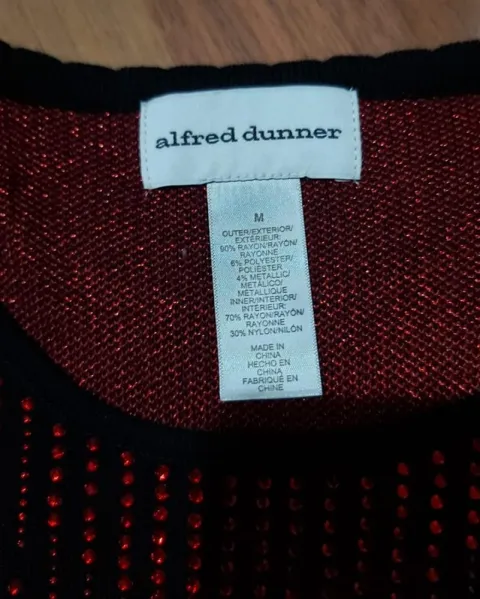 alfred dunner
M
OUTER/EXTERIOR/
EXTÉRIEUR:
90% RAYON/RAYÓN/
RAYONNE
6% POLYESTER/
POLIÉSTER
4% METALLIC/
METÁLICO/
MÉTALLIQUE
INNER/INTERIOR/
INTÉRIEUR:
70% RAYON/RAYÓN/
RAYONNE
30% NYLON/NILÓN
MADE IN
CHINA
HECHO EN
CHINA
FABRIQUÉ EN
CHINE